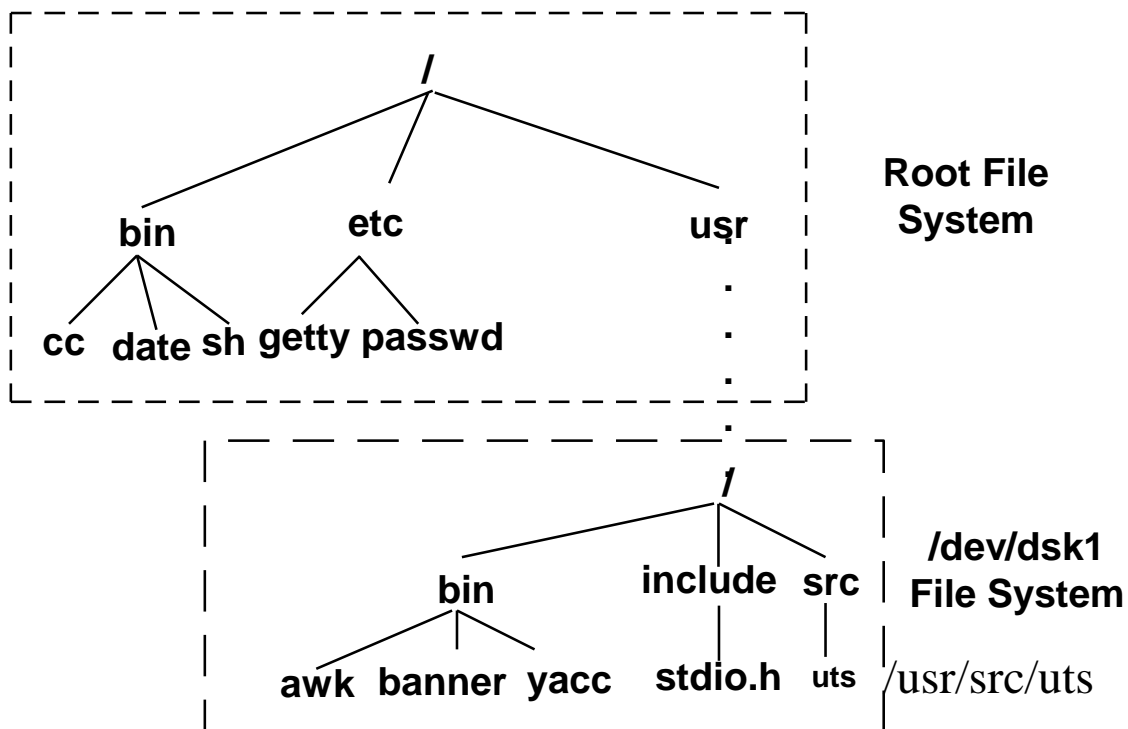 /
Root File
System
bin
etc
usr
cc
date
sh
getty
passwd
/
/dev/dsk1
File System
bin
include
src
awk
banner
yacc
stdio.h
uts
/usr/src/uts